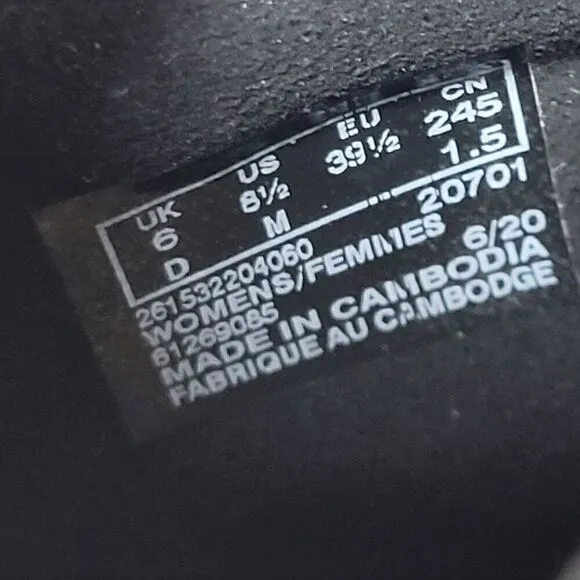 UK US EU CN
6 8½ 39½ 245
D M -- 1.5
261532204060 20701
WOMENS/FEMMES
61269085 6/20
MADE IN CAMBODIA
FABRIQUE AU CAMBODGE